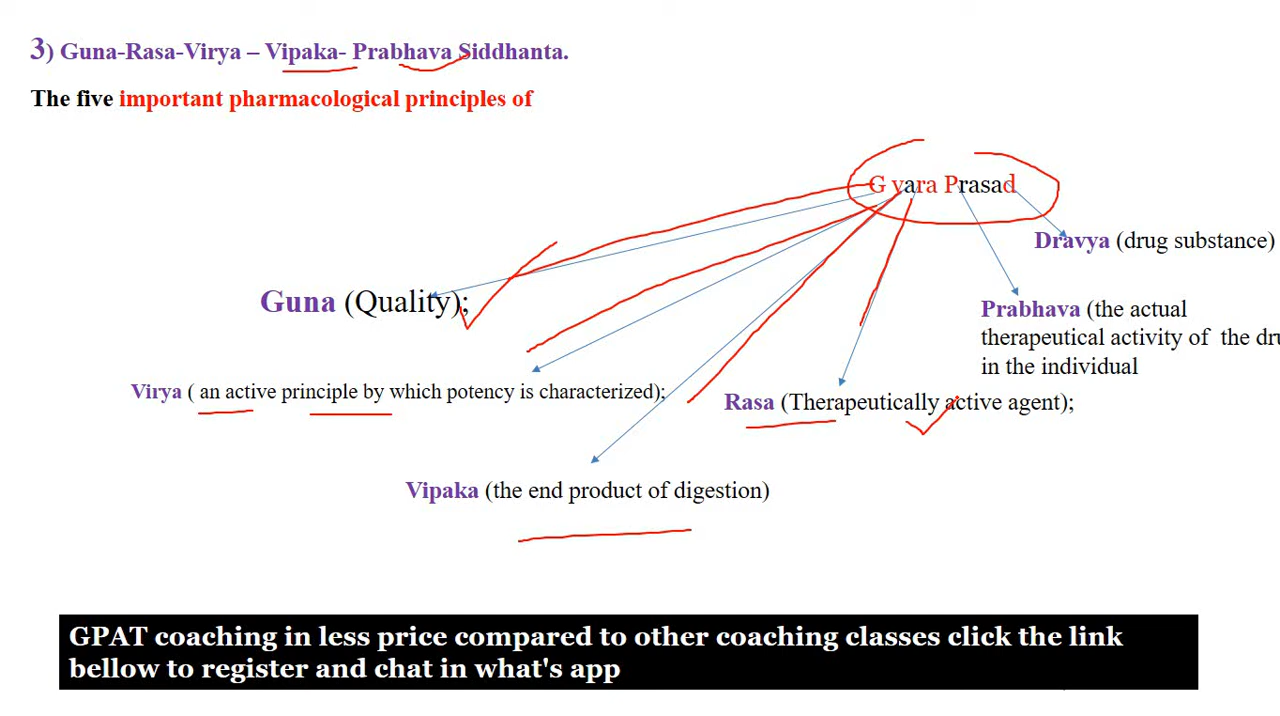 3) Guna-Rasa-Virya – Vipaka- Prabhava Siddhanta.
The five important pharmacological principles of
G vara Prasad
Dravya (drug substance)
Guna (Quality);
Prabhava (the actual
therapeutical activity of the dru
in the individual
Virya ( an active principle by which potency is characterized);
Rasa (Therapeutically active agent);
Vipaka (the end product of digestion)
GPAT coaching in less price compared to other coaching classes click the link
bellow to register and chat in what's app